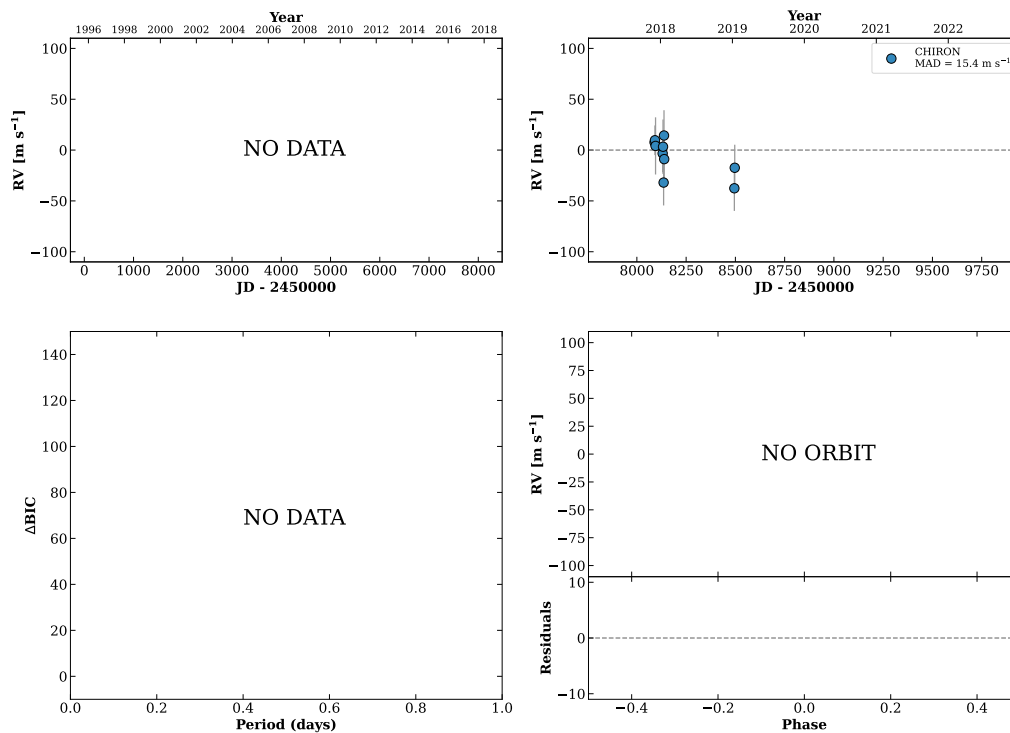 Year
1996 1998 2000 2002 2004 2006 2008 2010 2012 2014 2016 2018
100
50
0
−50
−100
RV [m s⁻¹]
NO DATA
0 1000 2000 3000 4000 5000 6000 7000 8000
JD - 2450000
Year
2018 2019 2020 2021 2022
CHIRON
MAD = 15.4 m s⁻¹
100
50
0
−50
−100
RV [m s⁻¹]
8000 8250 8500 8750 9000 9250 9500 9750
JD - 2450000
140
120
100
80
60
40
20
0
ΔBIC
NO DATA
0.0 0.2 0.4 0.6 0.8 1.0
Period (days)
100
75
50
25
0
−25
−50
−75
−100
RV [m s⁻¹]
NO ORBIT
10
0
−10
Residuals
−0.4 −0.2 0.0 0.2 0.4
Phase